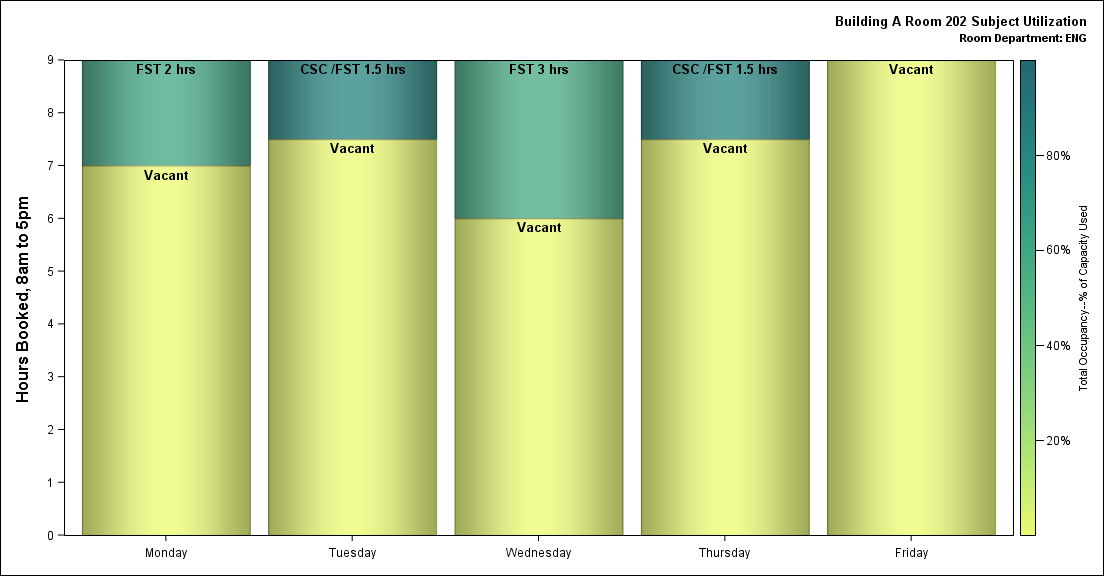 Building A Room 202 Subject Utilization
Room Department: ENG
Hours Booked, 8am to 5pm
9
8
7
6
5
4
3
2
1
0
FST 2 hrs
Vacant
CSC /FST 1.5 hrs
Vacant
FST 3 hrs
Vacant
CSC /FST 1.5 hrs
Vacant
Vacant
Monday
Tuesday
Wednesday
Thursday
Friday
80%
60%
40%
20%
Total Occupancy--% of Capacity Used